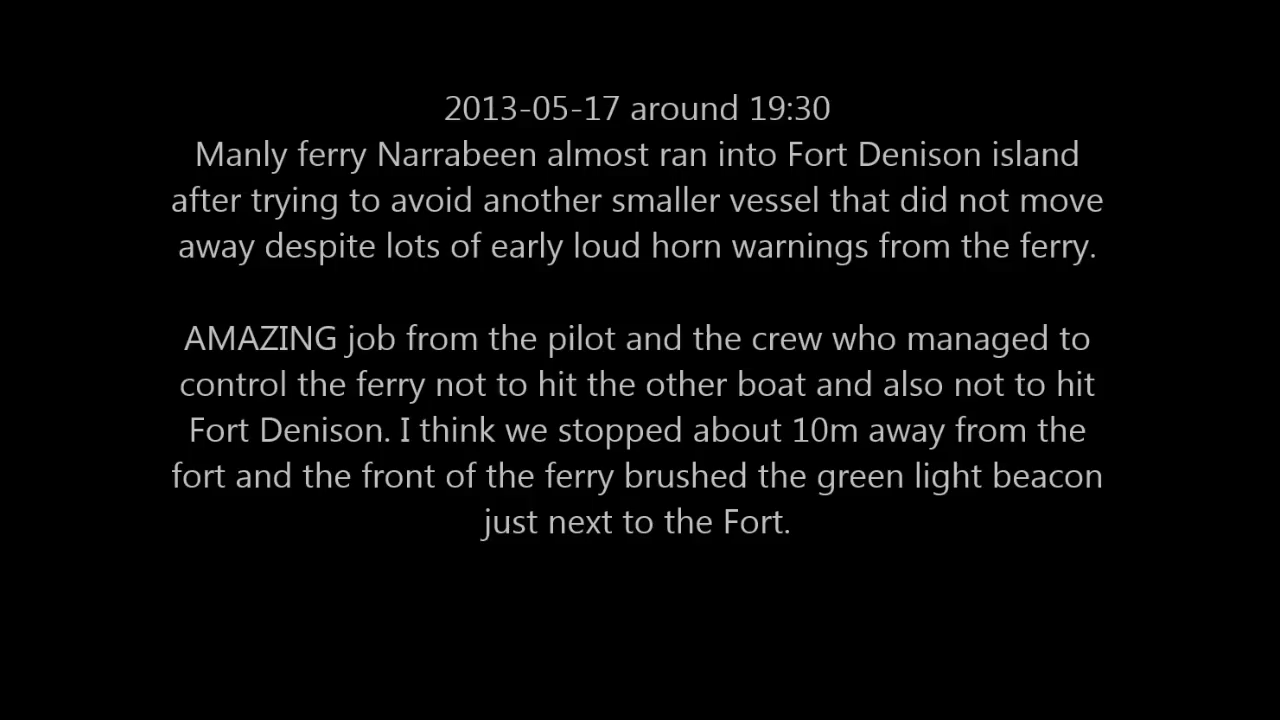 2013-05-17 around 19:30
Manly ferry Narrabeen almost ran into Fort Denison island
after trying to avoid another smaller vessel that did not move
away despite lots of early loud horn warnings from the ferry.
AMAZING job from the pilot and the crew who managed to
control the ferry not to hit the other boat and also not to hit
Fort Denison. I think we stopped about 10m away from the
fort and the front of the ferry brushed the green light beacon
just next to the Fort.